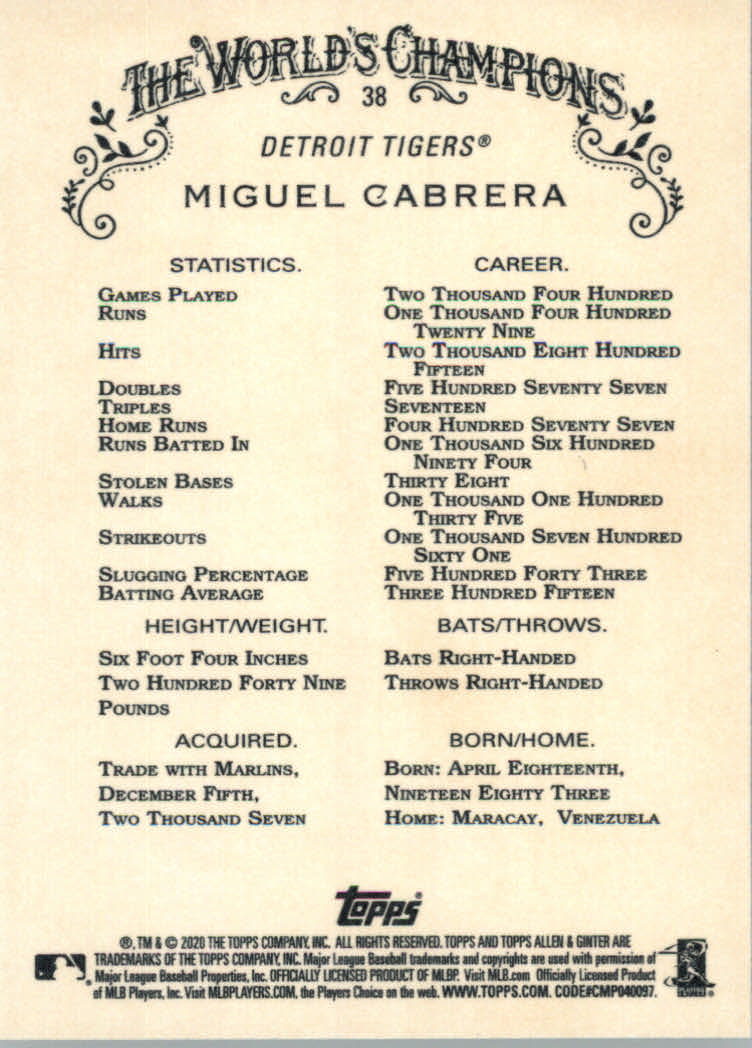 THE WORLD'S CHAMPIONS
38
DETROIT TIGERS®
MIGUEL CABRERA
STATISTICS. CAREER.
GAMES PLAYED TWO THOUSAND FOUR HUNDRED
RUNS ONE THOUSAND FOUR HUNDRED
TWENTY NINE
HITS TWO THOUSAND EIGHT HUNDRED
FIFTEEN
DOUBLES FIVE HUNDRED SEVENTY SEVEN
TRIPLES SEVENTEEN
HOME RUNS FOUR HUNDRED SEVENTY SEVEN
RUNS BATTED IN ONE THOUSAND SIX HUNDRED
NINETY FOUR
STOLEN BASES THIRTY EIGHT
WALKS ONE THOUSAND ONE HUNDRED
THIRTY FIVE
STRIKEOUTS ONE THOUSAND SEVEN HUNDRED
SIXTY ONE
SLUGGING PERCENTAGE FIVE HUNDRED FORTY THREE
BATTING AVERAGE THREE HUNDRED FIFTEEN
HEIGHT/WEIGHT. BATS/THROWS.
SIX FOOT FOUR INCHES BATS RIGHT-HANDED
TWO HUNDRED FORTY NINE THROWS RIGHT-HANDED
POUNDS
ACQUIRED. BORN/HOME.
TRADE WITH MARLINS, BORN: APRIL EIGHTEENTH,
DECEMBER FIFTH, NINETEEN EIGHTY THREE
TWO THOUSAND SEVEN HOME: MARACAY, VENEZUELA
TOPPS®
®, TM & © 2020 THE TOPPS COMPANY, INC. ALL RIGHTS RESERVED. TOPPS AND TOPPS ALLEN & GINTER ARE
TRADEMARKS OF THE TOPPS COMPANY, INC. Major League Baseball trademarks and copyrights are used with permission of
Major League Baseball Properties, Inc. OFFICIALLY LICENSED PRODUCT OF MLBP. Visit MLB.com Officially Licensed Product
of MLB Players, Inc. Visit MLBPLAYERS.COM, the Players Choice on the web. WWW.TOPPS.COM. CODE#CMP040097.